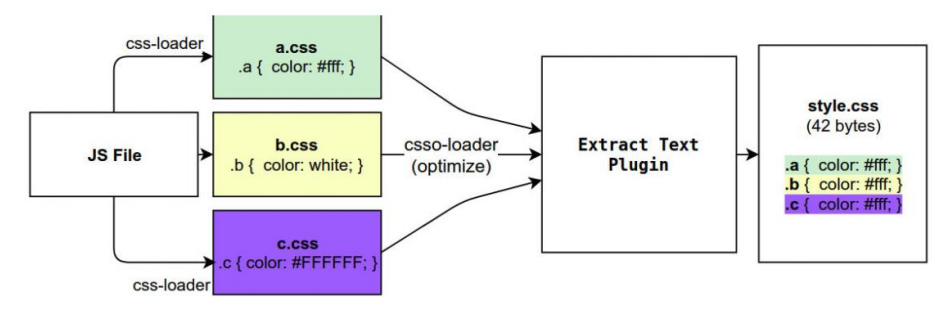 css-loader
a.css
.a { color: #fff; }
JS File
b.css
.b { color: white; }
csso-loader
(optimize)
c.css
.c { color: #FFFFFF; }
css-loader
Extract Text
Plugin
style.css
(42 bytes)
.a { color: #fff; }
.b { color: #fff; }
.c { color: #fff; }